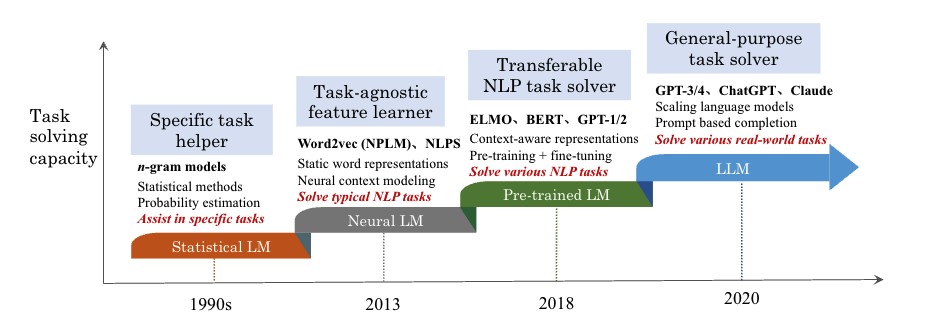 Task
solving
capacity
Specific task
helper
n-gram models
Statistical methods
Probability estimation
Assist in specific tasks
Statistical LM
1990s
Task-agnostic
feature learner
Word2vec (NPLM)、NLPS
Static word representations
Neural context modeling
Solve typical NLP tasks
Neural LM
2013
Transferable
NLP task solver
ELMO、BERT、GPT-1/2
Context-aware representations
Pre-training + fine-tuning
Solve various NLP tasks
Pre-trained LM
2018
General-purpose
task solver
GPT-3/4、ChatGPT、Claude
Scaling language models
Prompt based completion
Solve various real-world tasks
LLM
2020